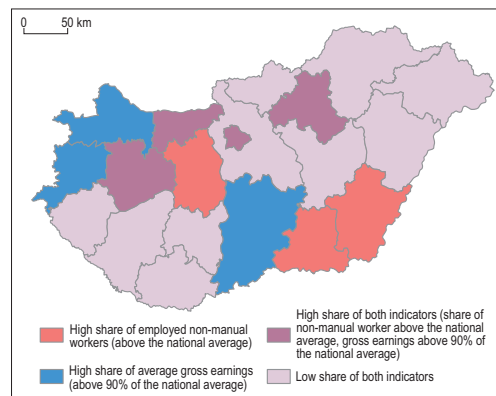 0 50 km
High share of employed non-manual
workers (above the national average)
High share of average gross earnings
(above 90% of the national average)
High share of both indicators (share of
non-manual worker above the national
average, gross earnings above 90% of
the national average)
Low share of both indicators